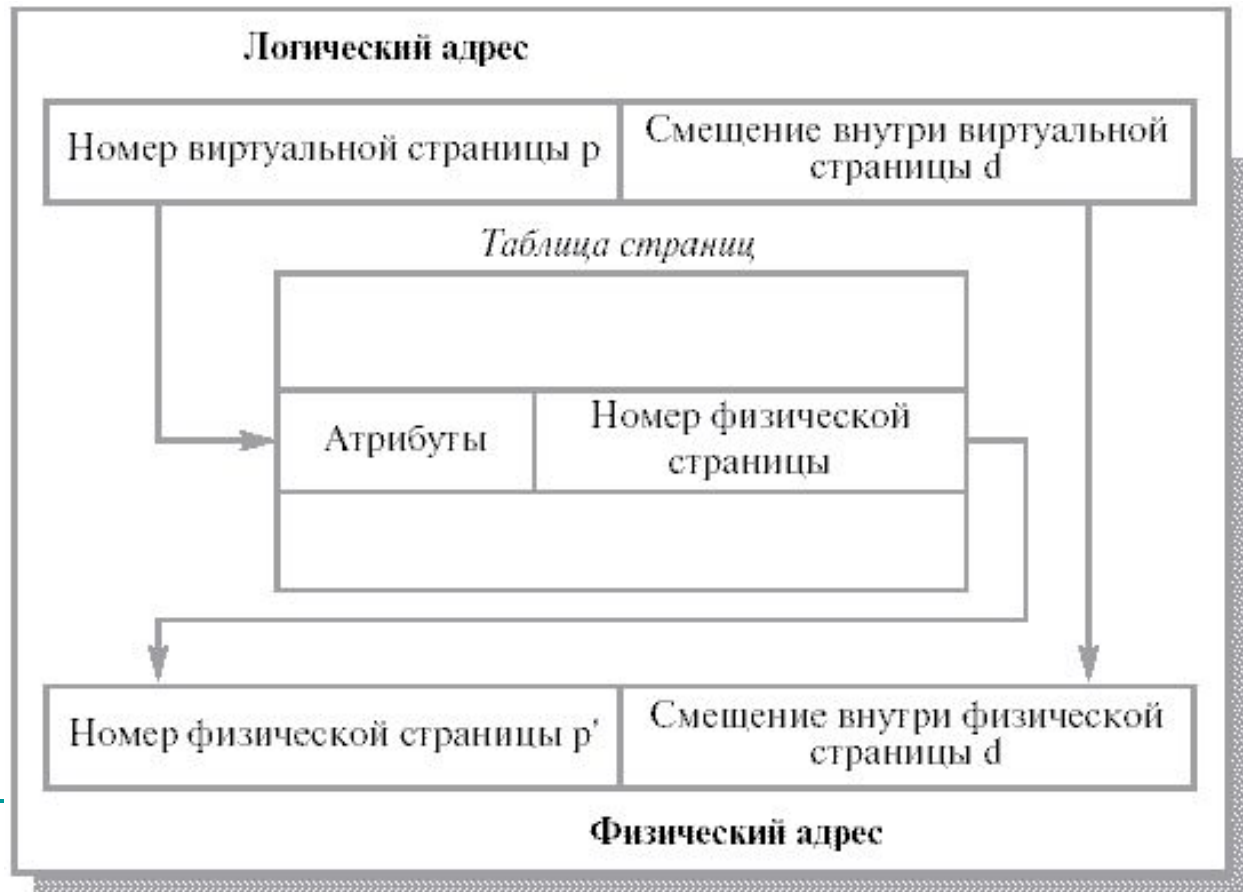 Логический адрес
Номер виртуальной страницы p
Смещение внутри виртуальной
страницы d
Таблица страниц
Атрибуты
Номер физической
страницы
Номер физической страницы p'
Смещение внутри физической
страницы d
Физический адрес